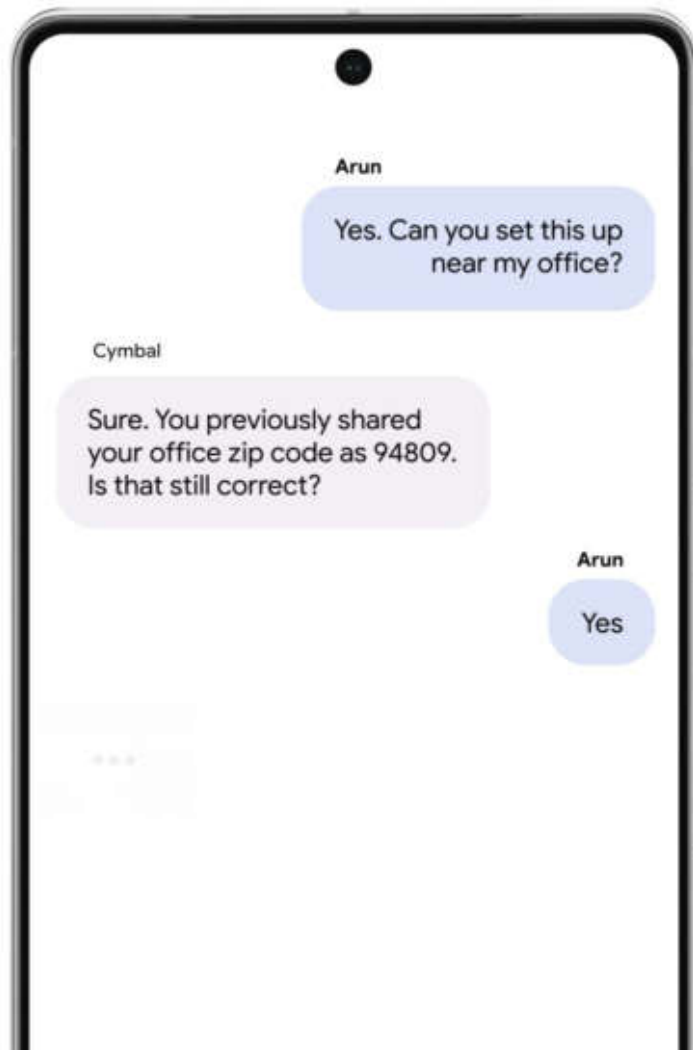 Arun
Yes. Can you set this up
near my office?
Cymbal
Sure. You previously shared
your office zip code as 94809.
Is that still correct?
Arun
Yes